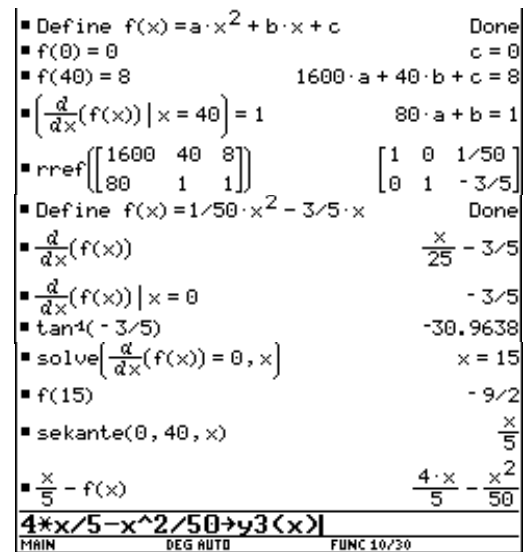 ▪ Define f(x) = a·x² + b·x + c Done
▪ f(0) = 0 c = 0
▪ f(40) = 8 1600·a + 40·b + c = 8
▪ (d/dx(f(x)) | x = 40) = 1 80·a + b = 1
▪ rref([1600 40 8; 80 1 1]) [1 0 1/50; 0 1 -3/5]
▪ Define f(x) = 1/50·x² - 3/5·x Done
▪ d/dx(f(x)) x/25 - 3/5
▪ d/dx(f(x)) | x = 0 -3/5
▪ tan⁻¹(-3/5) -30.9638
▪ solve(d/dx(f(x)) = 0, x) x = 15
▪ f(15) -9/2
▪ sekante(0, 40, x) x/5
▪ x/5 - f(x) 4·x/5 - x²/50
4*x/5-x^2/50→y3(x)
MAIN DEG AUTO FUNC 10/30